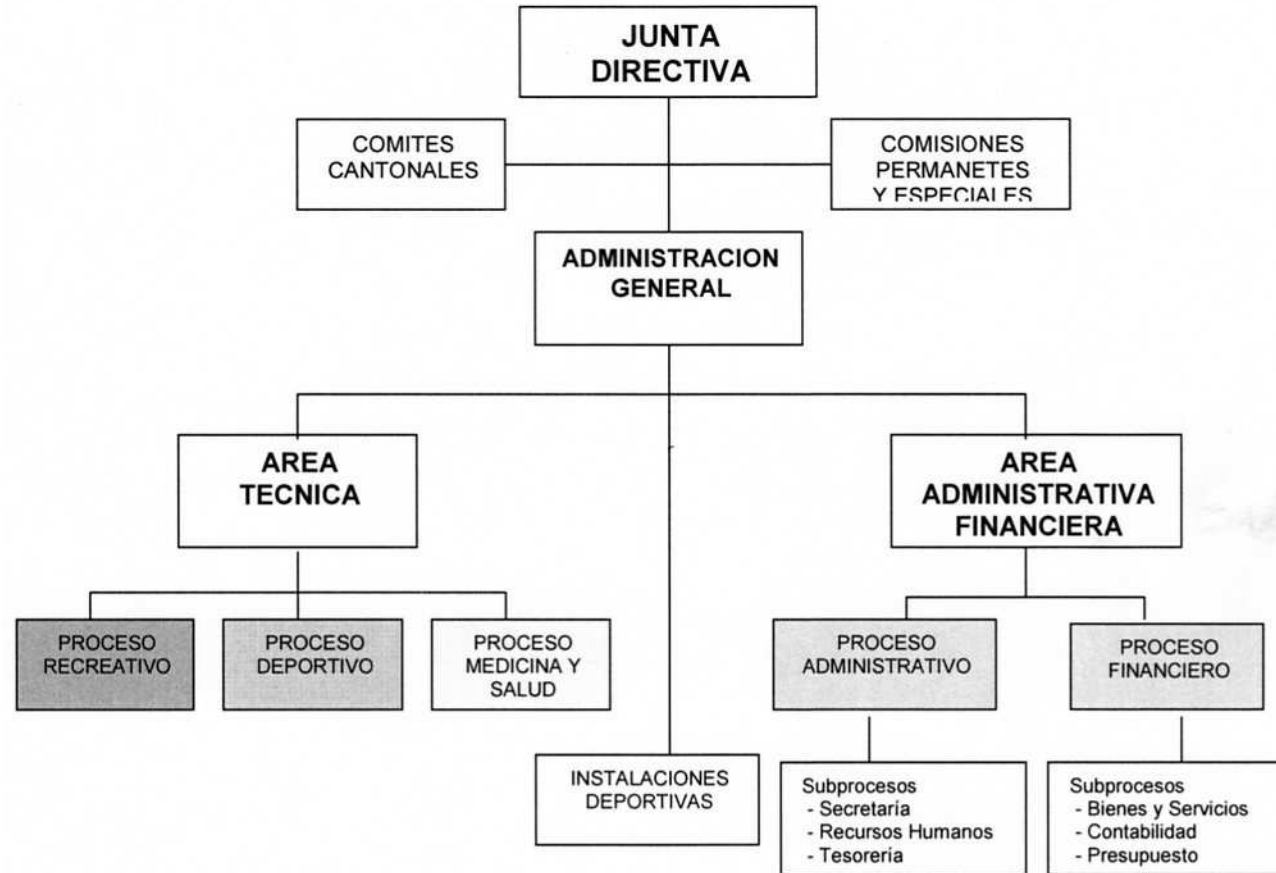 JUNTA
DIRECTIVA
COMITES
CANTONALES
COMISIONES
PERMANETES
Y ESPECIALES
ADMINISTRACION
GENERAL
AREA
TECNICA
AREA
ADMINISTRATIVA
FINANCIERA
PROCESO
RECREATIVO
PROCESO
DEPORTIVO
PROCESO
MEDICINA Y
SALUD
PROCESO
ADMINISTRATIVO
PROCESO
FINANCIERO
INSTALACIONES
DEPORTIVAS
Subprocesos
- Secretaría
- Recursos Humanos
- Tesorería
Subprocesos
- Bienes y Servicios
- Contabilidad
- Presupuesto